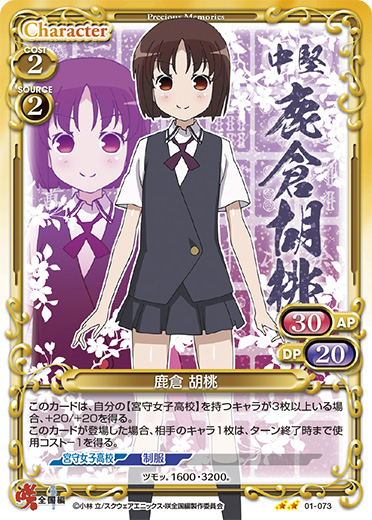 Precious Memories
Character
COST
2
SOURCE
2
中堅
鹿倉胡桃
30 AP
DP 20
鹿倉 胡桃
このカードは、自分の【宮守女子高校】を持つキャラが3枚以上いる場
合、+20/+20を得る。
このカードが登場した場合、相手のキャラ1枚は、ターン終了時まで使
用コスト-1を得る。
宮守女子高校 制服
ツモッ。1600・3200。
咲 全国編
©小林 立/スクウェアエニックス・咲全国編製作委員会
01-073